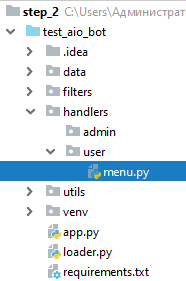 step_2 C:\Users\Администрат
test_aio_bot
.idea
data
filters
handlers
admin
user
menu.py
utils
venv
app.py
loader.py
requirements.txt